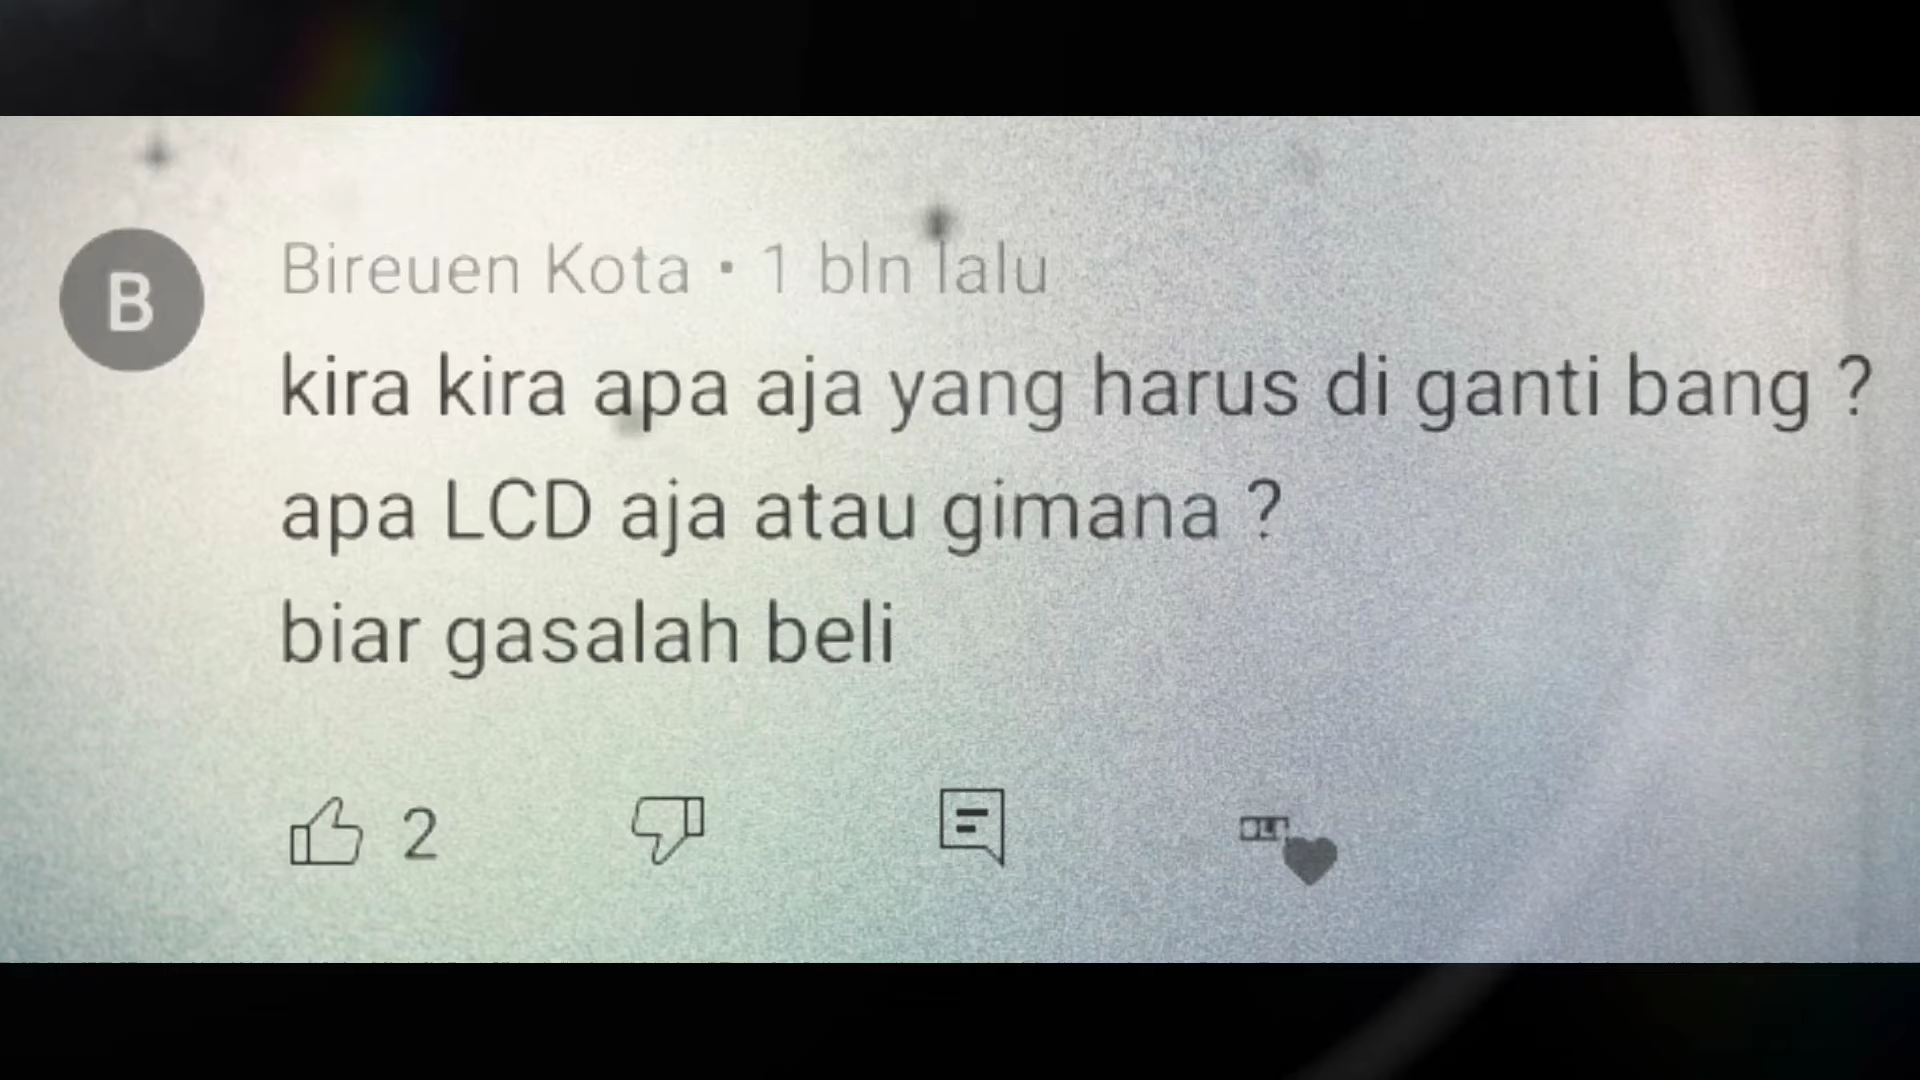 B
Bireuen Kota • 1 bln lalu
kira kira apa aja yang harus di ganti bang ?
apa LCD aja atau gimana ?
biar gasalah beli
2